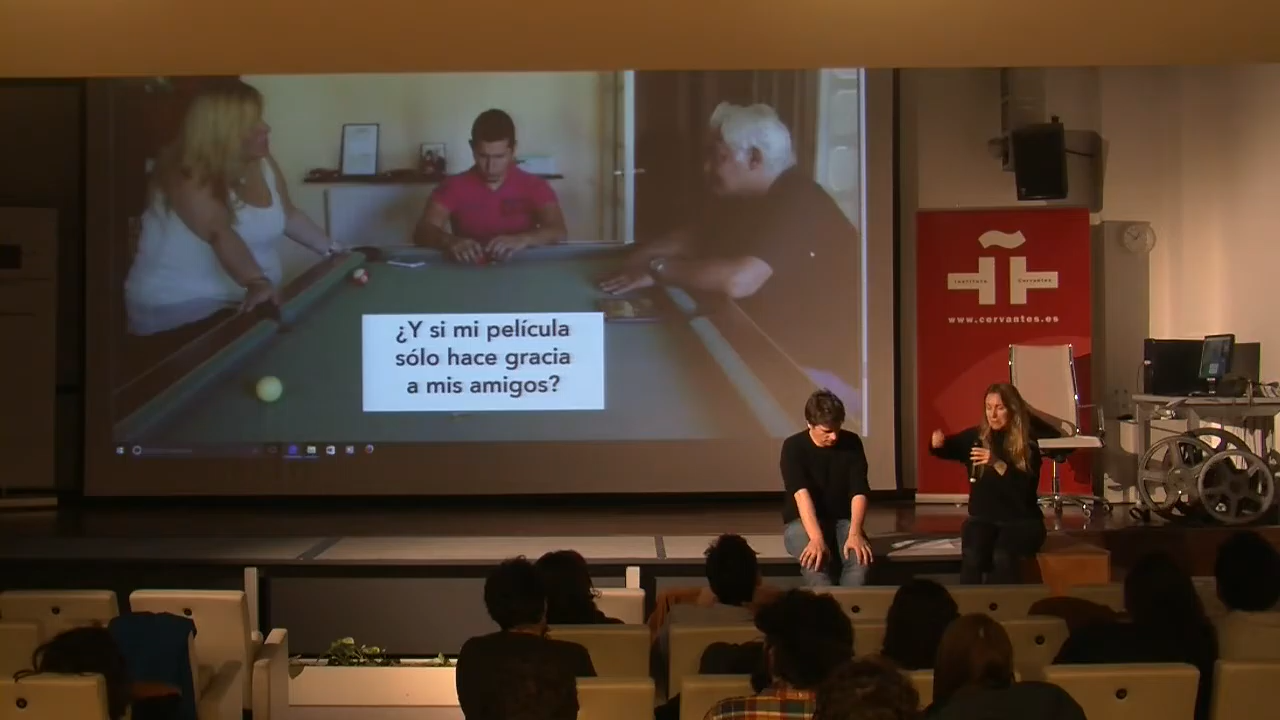 ¿Y si mi película
sólo hace gracia
a mis amigos?
Instituto Cervantes
www.cervantes.es